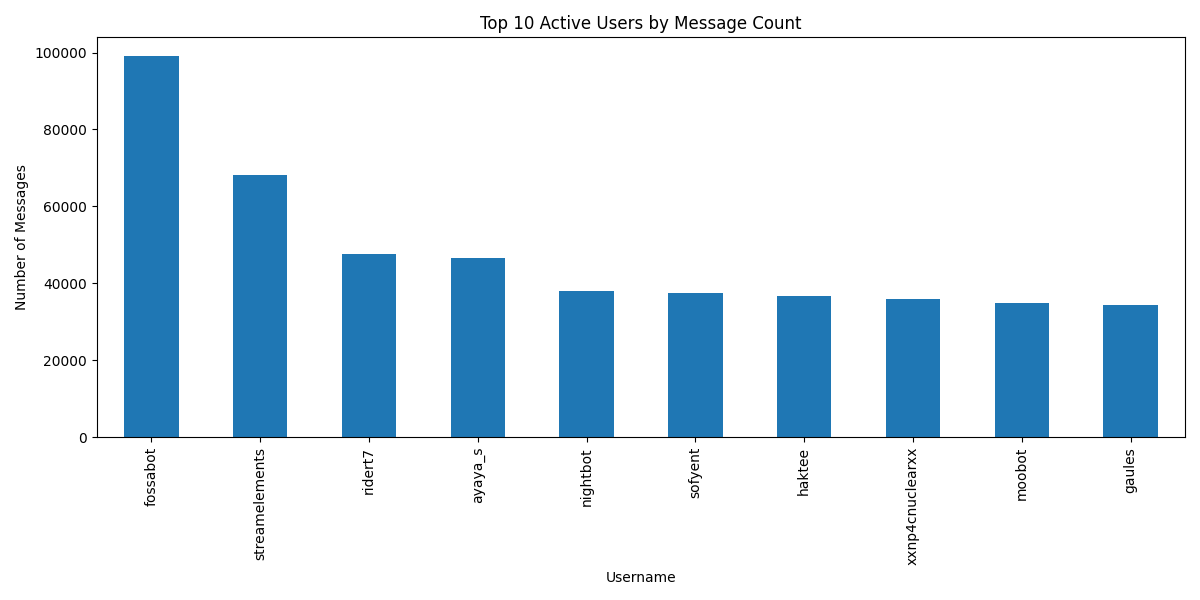 Top 10 Active Users by Message Count
Number of Messages
100000
80000
60000
40000
20000
0
fossabot
streamelements
ridert7
ayaya_s
nightbot
sofyent
haktee
xxnp4cnuclearxx
moobot
gaules
Username